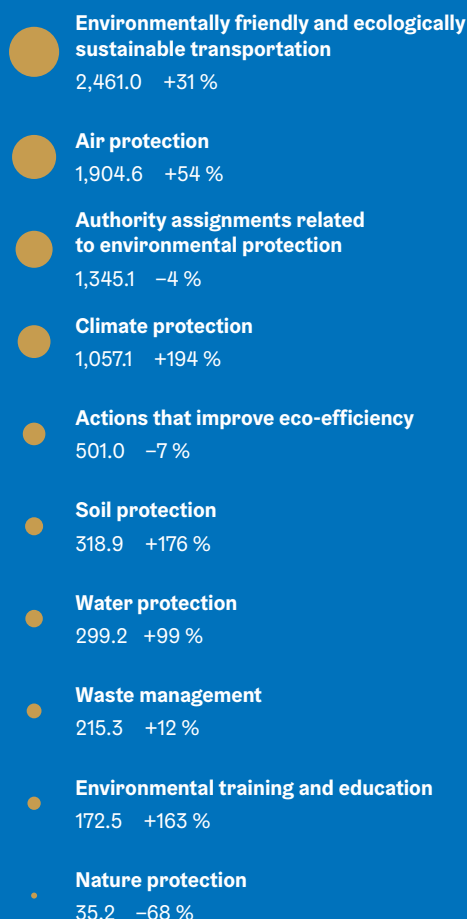 Environmentally friendly and ecologically
sustainable transportation
2,461.0 +31 %
Air protection
1,904.6 +54 %
Authority assignments related
to environmental protection
1,345.1 −4 %
Climate protection
1,057.1 +194 %
Actions that improve eco-efficiency
501.0 −7 %
Soil protection
318.9 +176 %
Water protection
299.2 +99 %
Waste management
215.3 +12 %
Environmental training and education
172.5 +163 %
Nature protection
35.2 −68 %